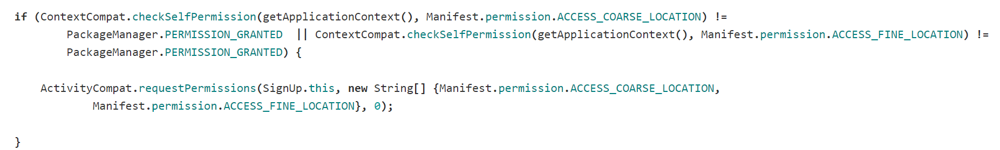 if (ContextCompat.checkSelfPermission(getApplicationContext(), Manifest.permission.ACCESS_COARSE_LOCATION) !=
        PackageManager.PERMISSION_GRANTED  || ContextCompat.checkSelfPermission(getApplicationContext(), Manifest.permission.ACCESS_FINE_LOCATION) !=
        PackageManager.PERMISSION_GRANTED) {

    ActivityCompat.requestPermissions(SignUp.this, new String[] {Manifest.permission.ACCESS_COARSE_LOCATION,
            Manifest.permission.ACCESS_FINE_LOCATION}, 0);

}